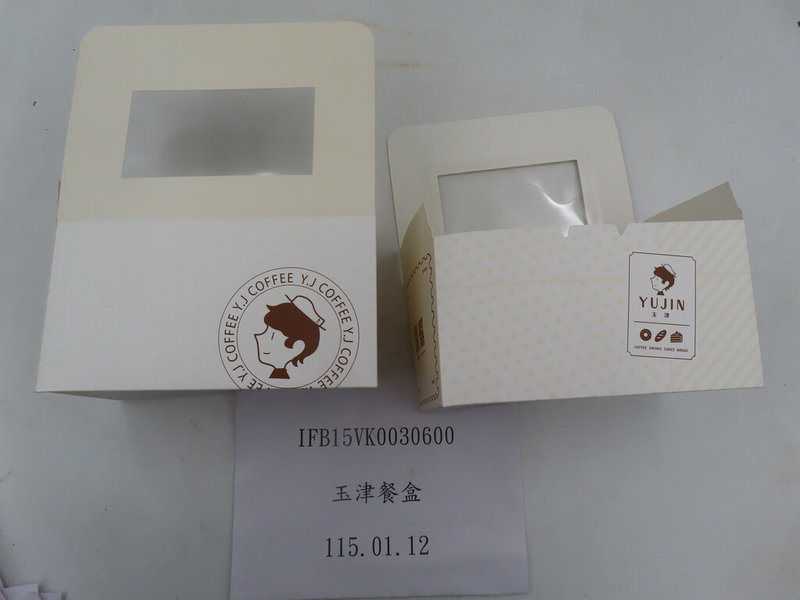 Y.J COFFEE Y.J COFFEE Y.J COFFEE
YUJIN
玉津
COFFEE DRINKS CAKES BREAD
IFB15VK0030600
玉津餐盒
115.01.12